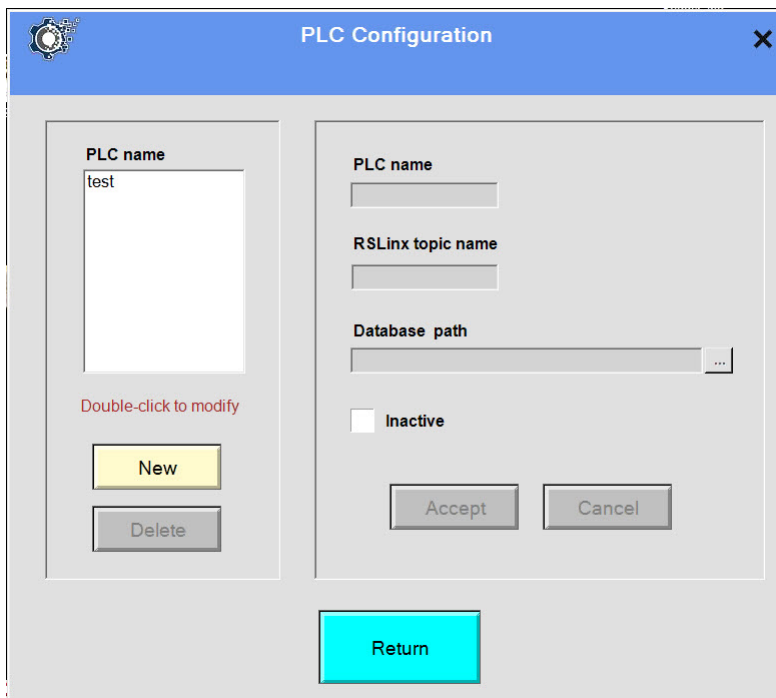 PLC Configuration
PLC name
test
Double-click to modify
New
Delete
PLC name
RSLinx topic name
Database path
...
Inactive
Accept
Cancel
Return